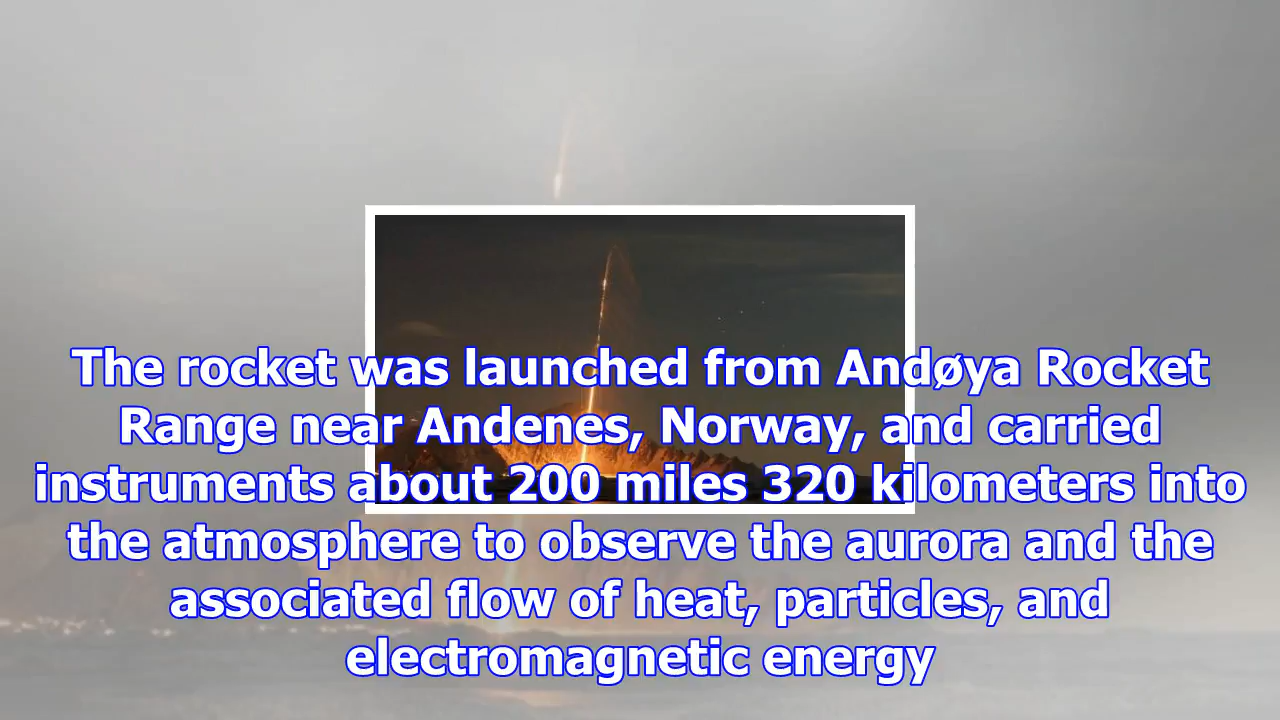 The rocket was launched from Andøya Rocket
Range near Andenes, Norway, and carried
instruments about 200 miles 320 kilometers into
the atmosphere to observe the aurora and the
associated flow of heat, particles, and
electromagnetic energy